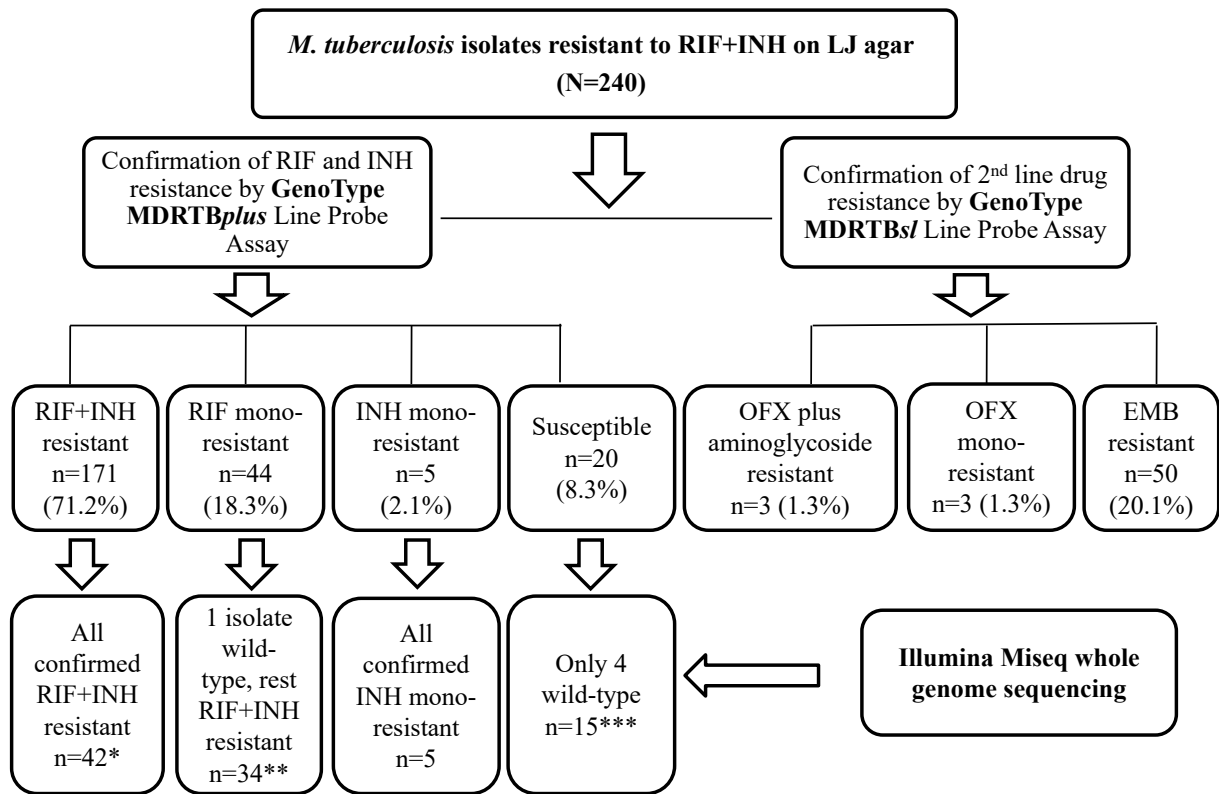 M. tuberculosis isolates resistant to RIF+INH on LJ agar
(N=240)
Confirmation of RIF and INH
resistance by GenoType
MDRTBplus Line Probe
Assay
Confirmation of 2nd line drug
resistance by GenoType
MDRTBsl Line Probe Assay
RIF+INH
resistant
n=171
(71.2%)
RIF mono-
resistant
n=44
(18.3%)
INH mono-
resistant
n=5
(2.1%)
Susceptible
n=20
(8.3%)
OFX plus
aminoglycoside
resistant
n=3 (1.3%)
OFX
mono-
resistant
n=3 (1.3%)
EMB
resistant
n=50
(20.1%)
All
confirmed
RIF+INH
resistant
n=42*
1 isolate
wild-
type, rest
RIF+INH
resistant
n=34**
All
confirmed
INH mono-
resistant
n=5
Only 4
wild-type
n=15***
Illumina Miseq whole
genome sequencing